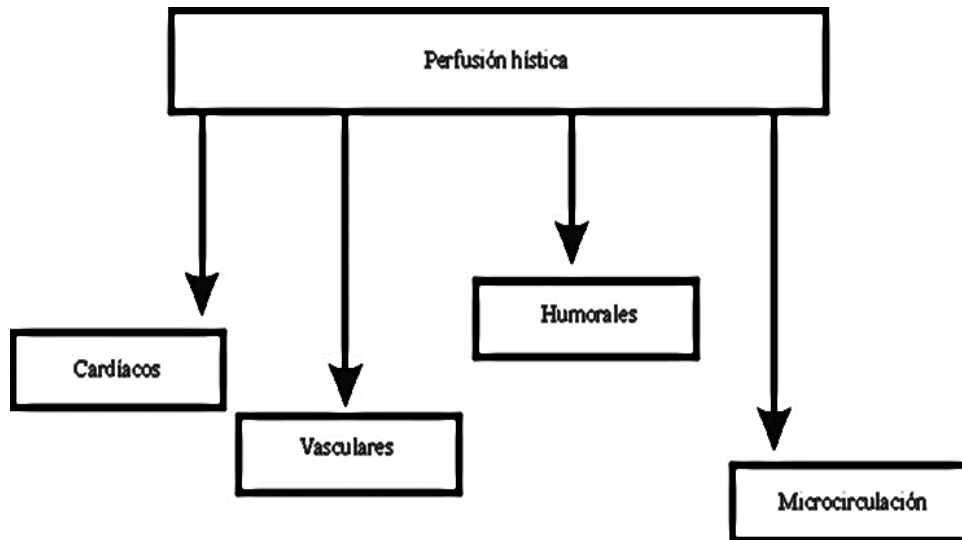 Perfusión hística
Humorales
Cardíacos
Vasculares
Microcirculación